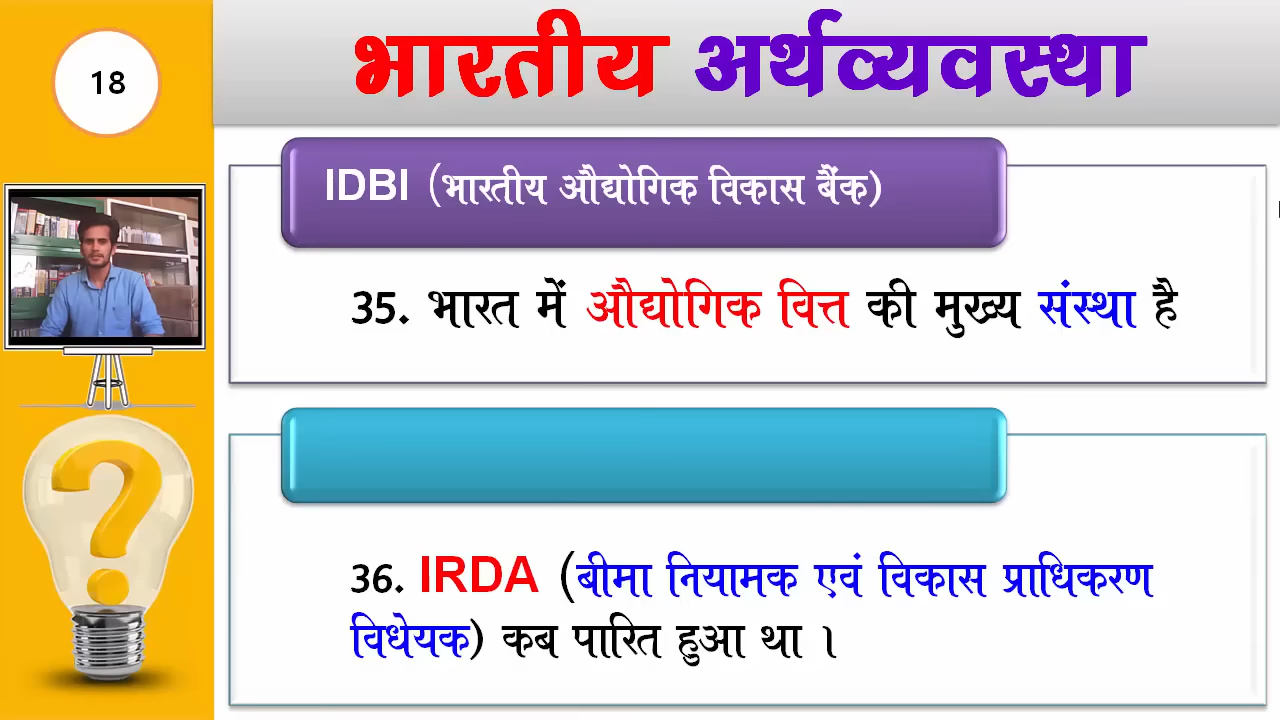 18
भारतीय अर्थव्यवस्था
IDBI (भारतीय औद्योगिक विकास बैंक)
35. भारत में औद्योगिक वित्त की मुख्य संस्था है
36. IRDA (बीमा नियामक एवं विकास प्राधिकरण
विधेयक) कब पारित हुआ था ।